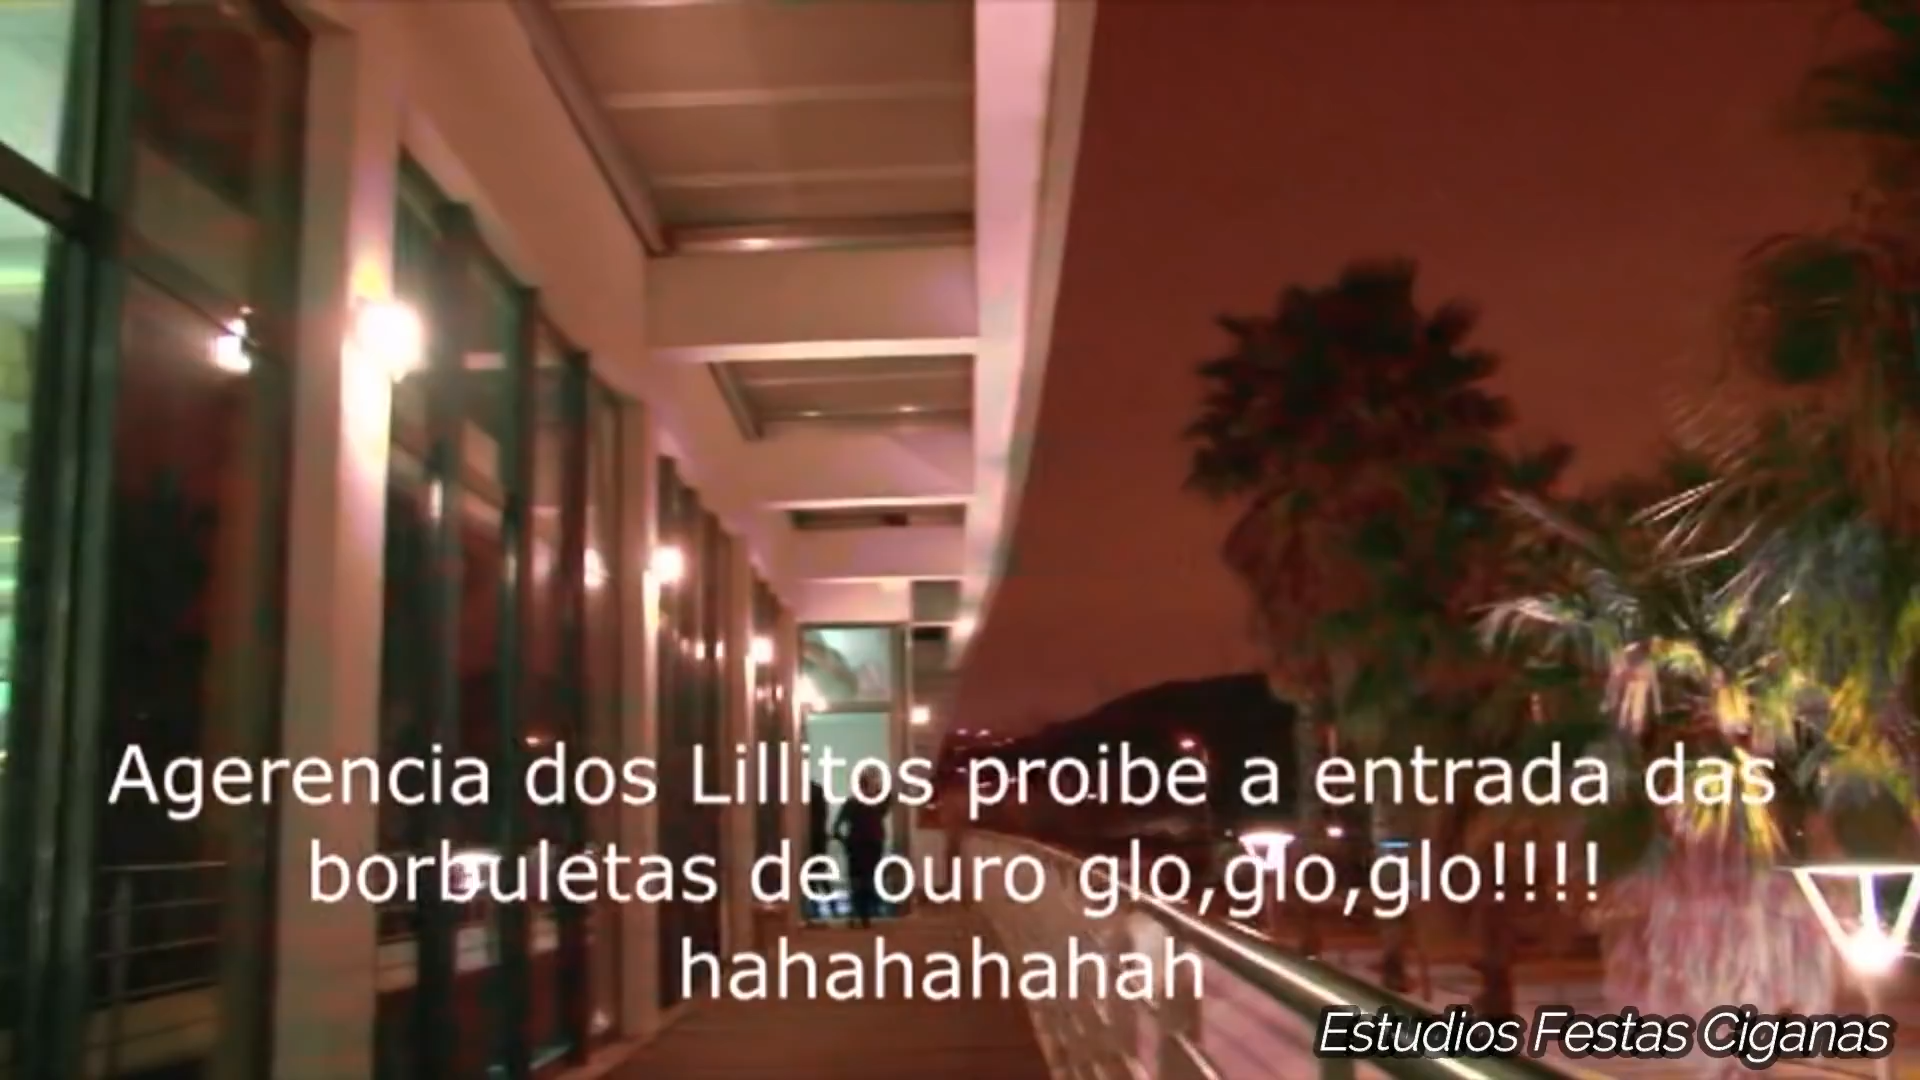 Agerencia dos Lillitos proibe a entrada das
borbuletas de ouro glo,glo,glo!!!!
hahahahahah
Estudios Festas Ciganas